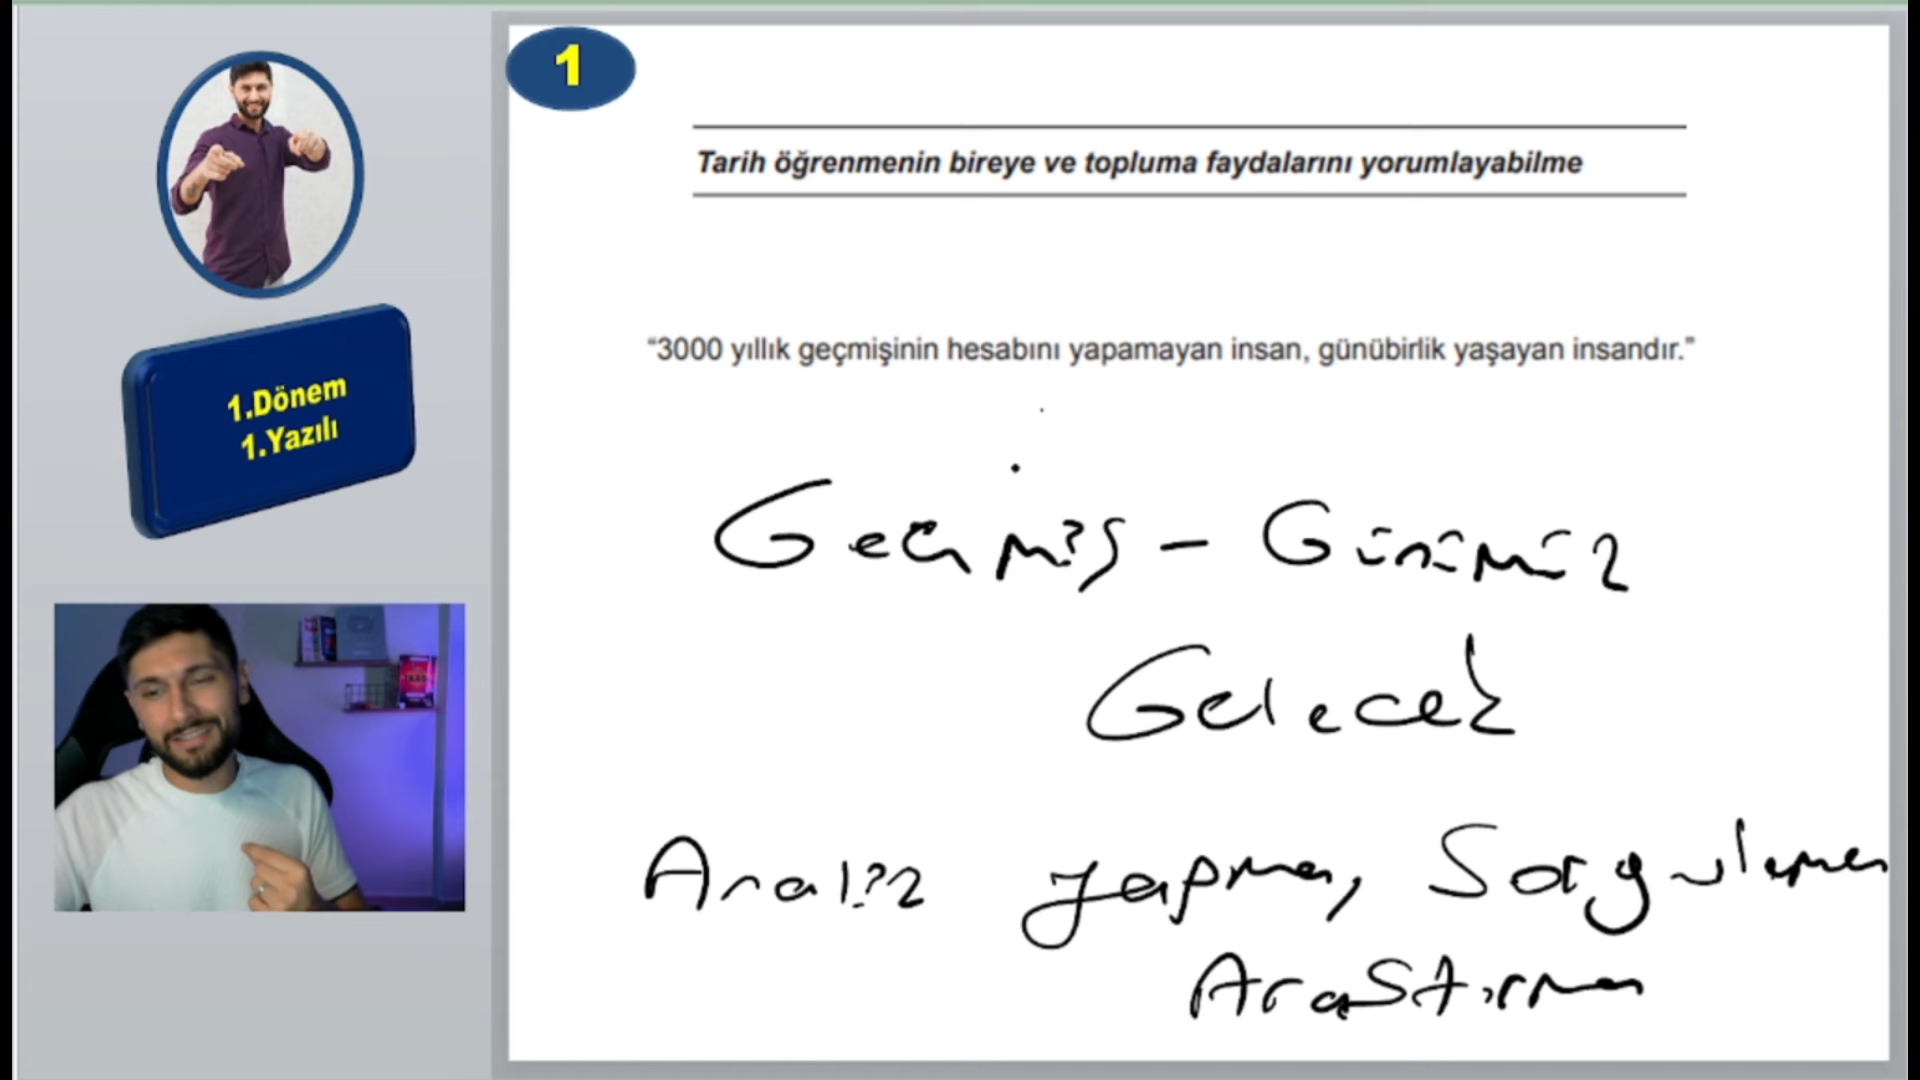 1
Tarih öğrenmenin bireye ve topluma faydalarını yorumlayabilme
1.Dönem
1.Yazılı
“3000 yıllık geçmişinin hesabını yapamayan insan, günübirlik yaşayan insandır.”
Geçmiş - Günümüz
Gelecek
Analiz yapma, Sorgulama
Araştırma